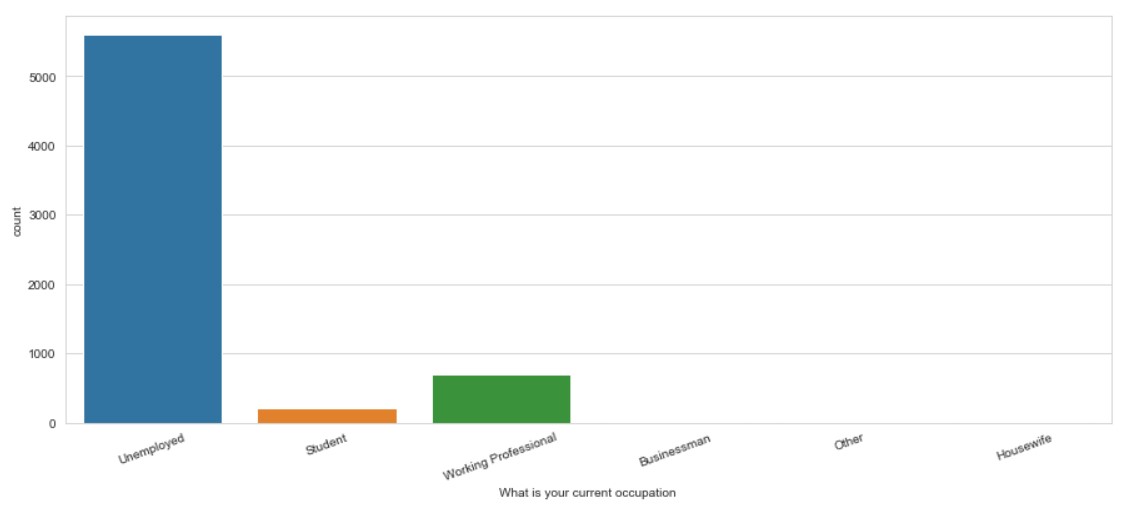 5000
4000
3000
2000
1000
0
count
Unemployed
Student
Working Professional
Businessman
Other
Housewife
What is your current occupation